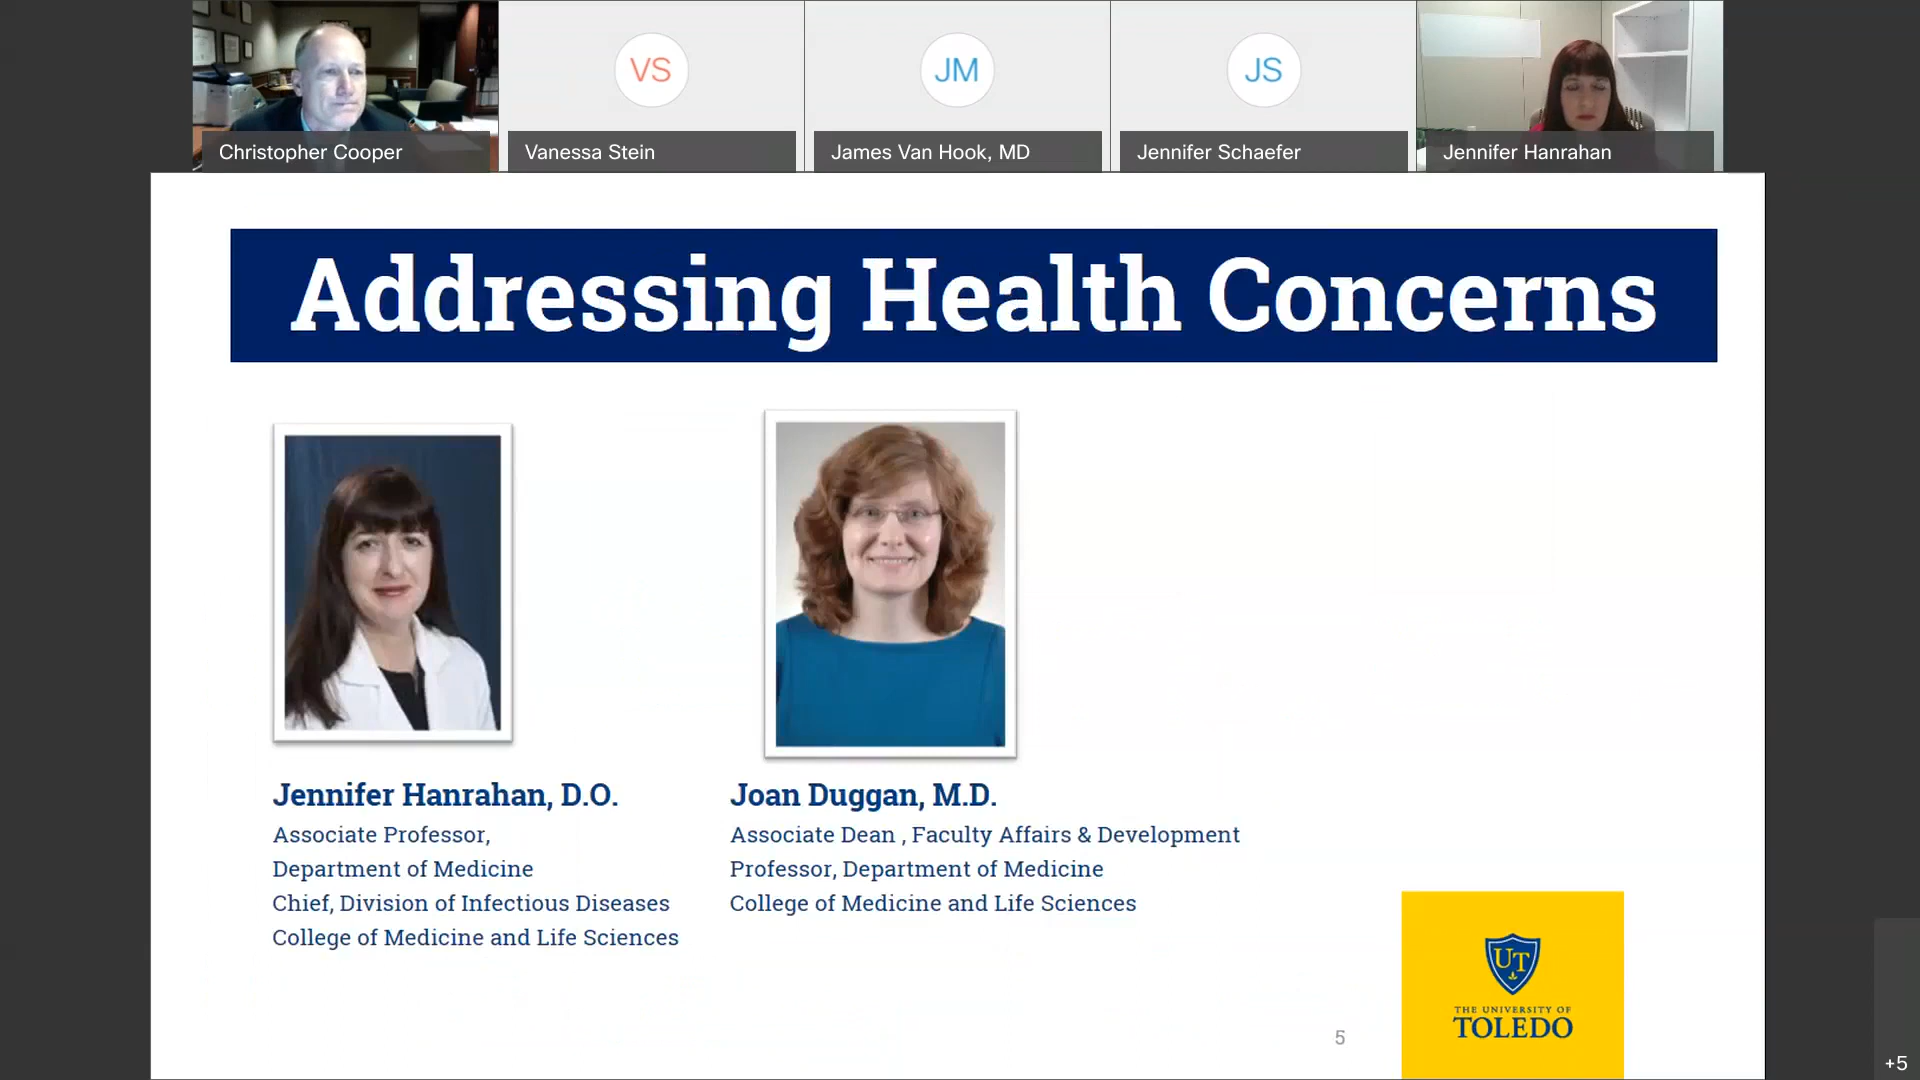 VS
JM
JS
Christopher Cooper
Vanessa Stein
James Van Hook, MD
Jennifer Schaefer
Jennifer Hanrahan
Addressing Health Concerns
Jennifer Hanrahan, D.O.
Associate Professor,
Department of Medicine
Chief, Division of Infectious Diseases
College of Medicine and Life Sciences
Joan Duggan, M.D.
Associate Dean , Faculty Affairs & Development
Professor, Department of Medicine
College of Medicine and Life Sciences
UT
THE UNIVERSITY OF
TOLEDO
5
+5